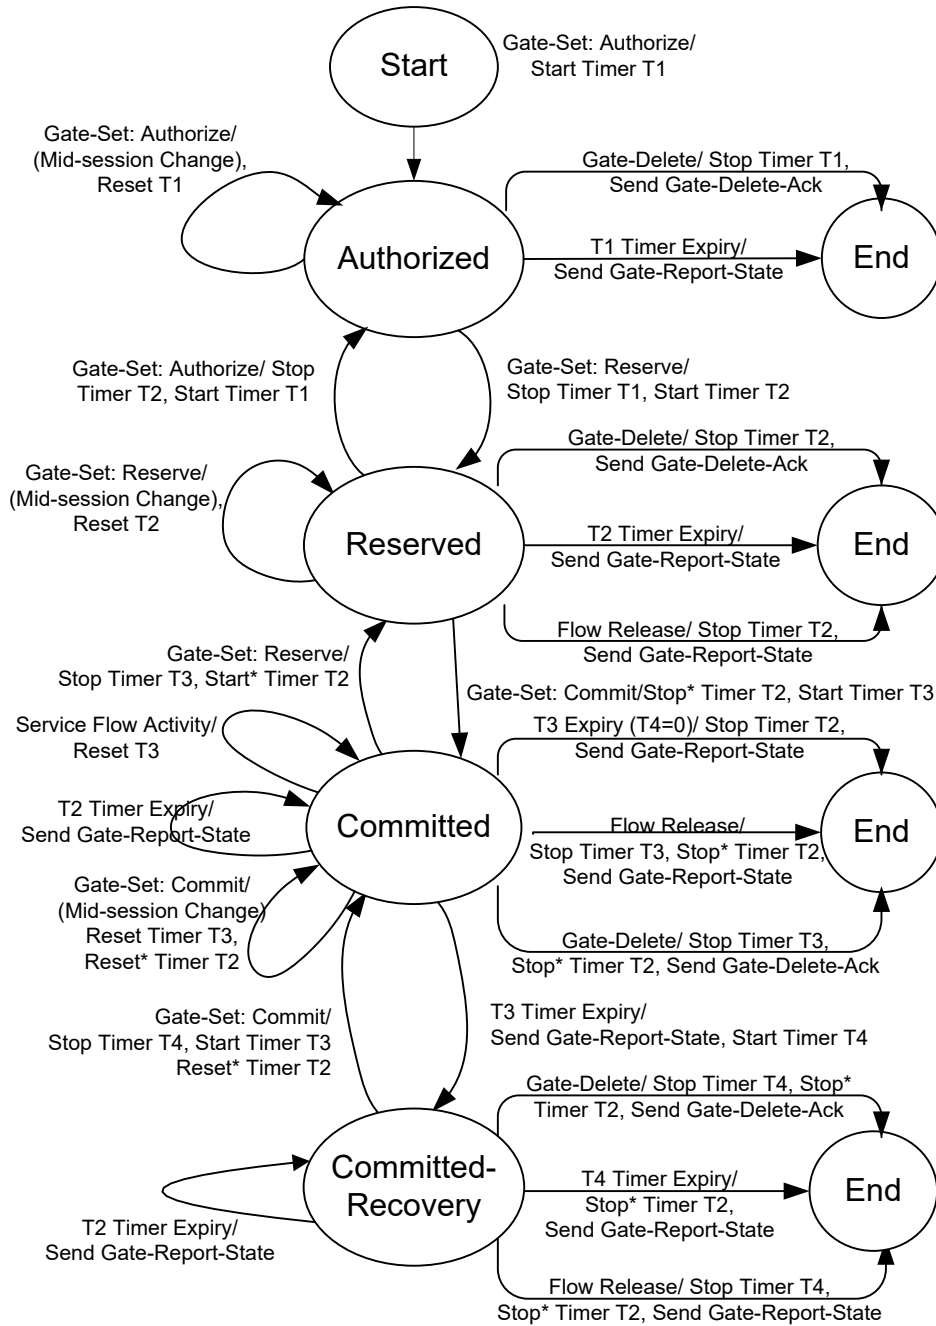 Start
Gate-Set: Authorize/
Start Timer T1
Gate-Set: Authorize/
(Mid-session Change),
Reset T1
Gate-Delete/ Stop Timer T1,
Send Gate-Delete-Ack
Authorized
T1 Timer Expiry/
Send Gate-Report-State
End
Gate-Set: Authorize/ Stop
Timer T2, Start Timer T1
Gate-Set: Reserve/
Stop Timer T1, Start Timer T2
Gate-Set: Reserve/
(Mid-session Change),
Reset T2
Gate-Delete/ Stop Timer T2,
Send Gate-Delete-Ack
Reserved
T2 Timer Expiry/
Send Gate-Report-State
End
Flow Release/ Stop Timer T2,
Send Gate-Report-State
Gate-Set: Reserve/
Stop Timer T3, Start* Timer T2
Gate-Set: Commit/Stop* Timer T2, Start Timer T3
Service Flow Activity/
Reset T3
T3 Expiry (T4=0)/ Stop Timer T2,
Send Gate-Report-State
T2 Timer Expiry/
Send Gate-Report-State
Committed
Flow Release/
Stop Timer T3, Stop* Timer T2,
Send Gate-Report-State
End
Gate-Set: Commit/
(Mid-session Change)
Reset Timer T3,
Reset* Timer T2
Gate-Delete/ Stop Timer T3,
Stop* Timer T2, Send Gate-Delete-Ack
Gate-Set: Commit/
Stop Timer T4, Start Timer T3
Reset* Timer T2
T3 Timer Expiry/
Send Gate-Report-State, Start Timer T4
Gate-Delete/ Stop Timer T4, Stop*
Timer T2, Send Gate-Delete-Ack
Committed-
Recovery
T4 Timer Expiry/
Stop* Timer T2,
Send Gate-Report-State
End
T2 Timer Expiry/
Send Gate-Report-State
Flow Release/ Stop Timer T4,
Stop* Timer T2, Send Gate-Report-State